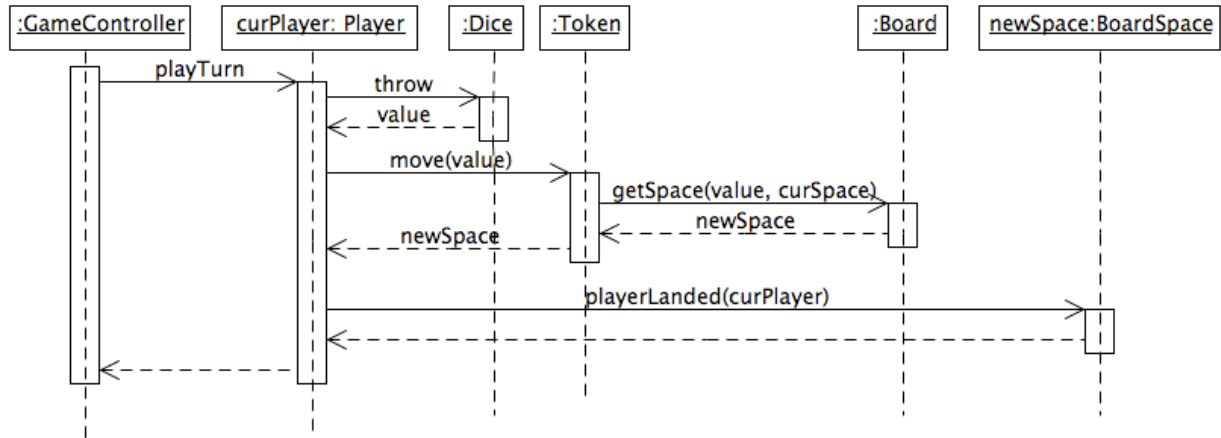 :GameController
curPlayer: Player
:Dice
:Token
:Board
newSpace:BoardSpace
playTurn
throw
value
move(value)
getSpace(value, curSpace)
newSpace
newSpace
playerLanded(curPlayer)